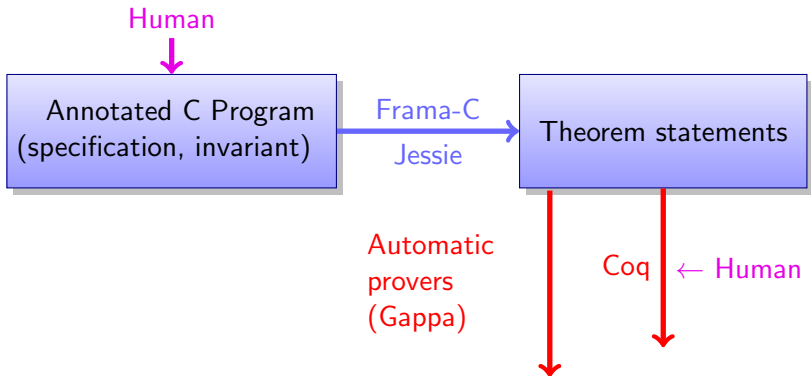 Human
Annotated C Program
(specification, invariant)
Frama-C
Jessie
Theorem statements
Automatic
provers
(Gappa)
Coq ← Human